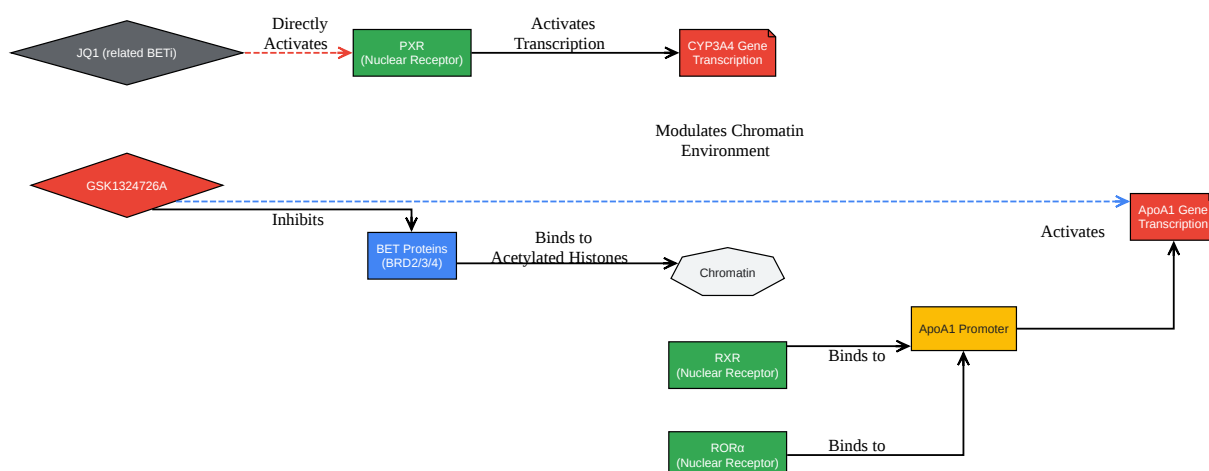 Directly
Activates
Activates
Transcription
JQ1 (related BETi)
PXR
(Nuclear Receptor)
CYP3A4 Gene
Transcription
Modulates Chromatin
Environment
GSK1324726A
Inhibits
ApoA1 Gene
Transcription
Activates
BET Proteins
(BRD2/3/4)
Binds to
Acetylated Histones
Chromatin
ApoA1 Promoter
RXR
(Nuclear Receptor)
Binds to
RORα
(Nuclear Receptor)
Binds to